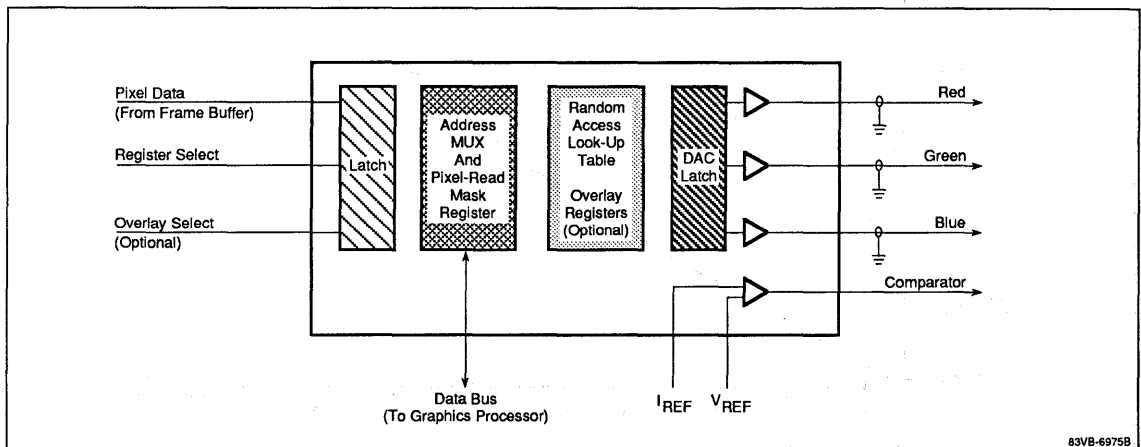 Pixel Data
(From Frame Buffer)
Register Select
Overlay Select
(Optional)
Latch
Address
MUX
And
Pixel-Read
Mask
Register
Random
Access
Look-Up
Table
Overlay
Registers
(Optional)
DAC
Latch
Red
Green
Blue
Comparator
Data Bus
(To Graphics Processor)
IREF
VREF
83VB-6975B